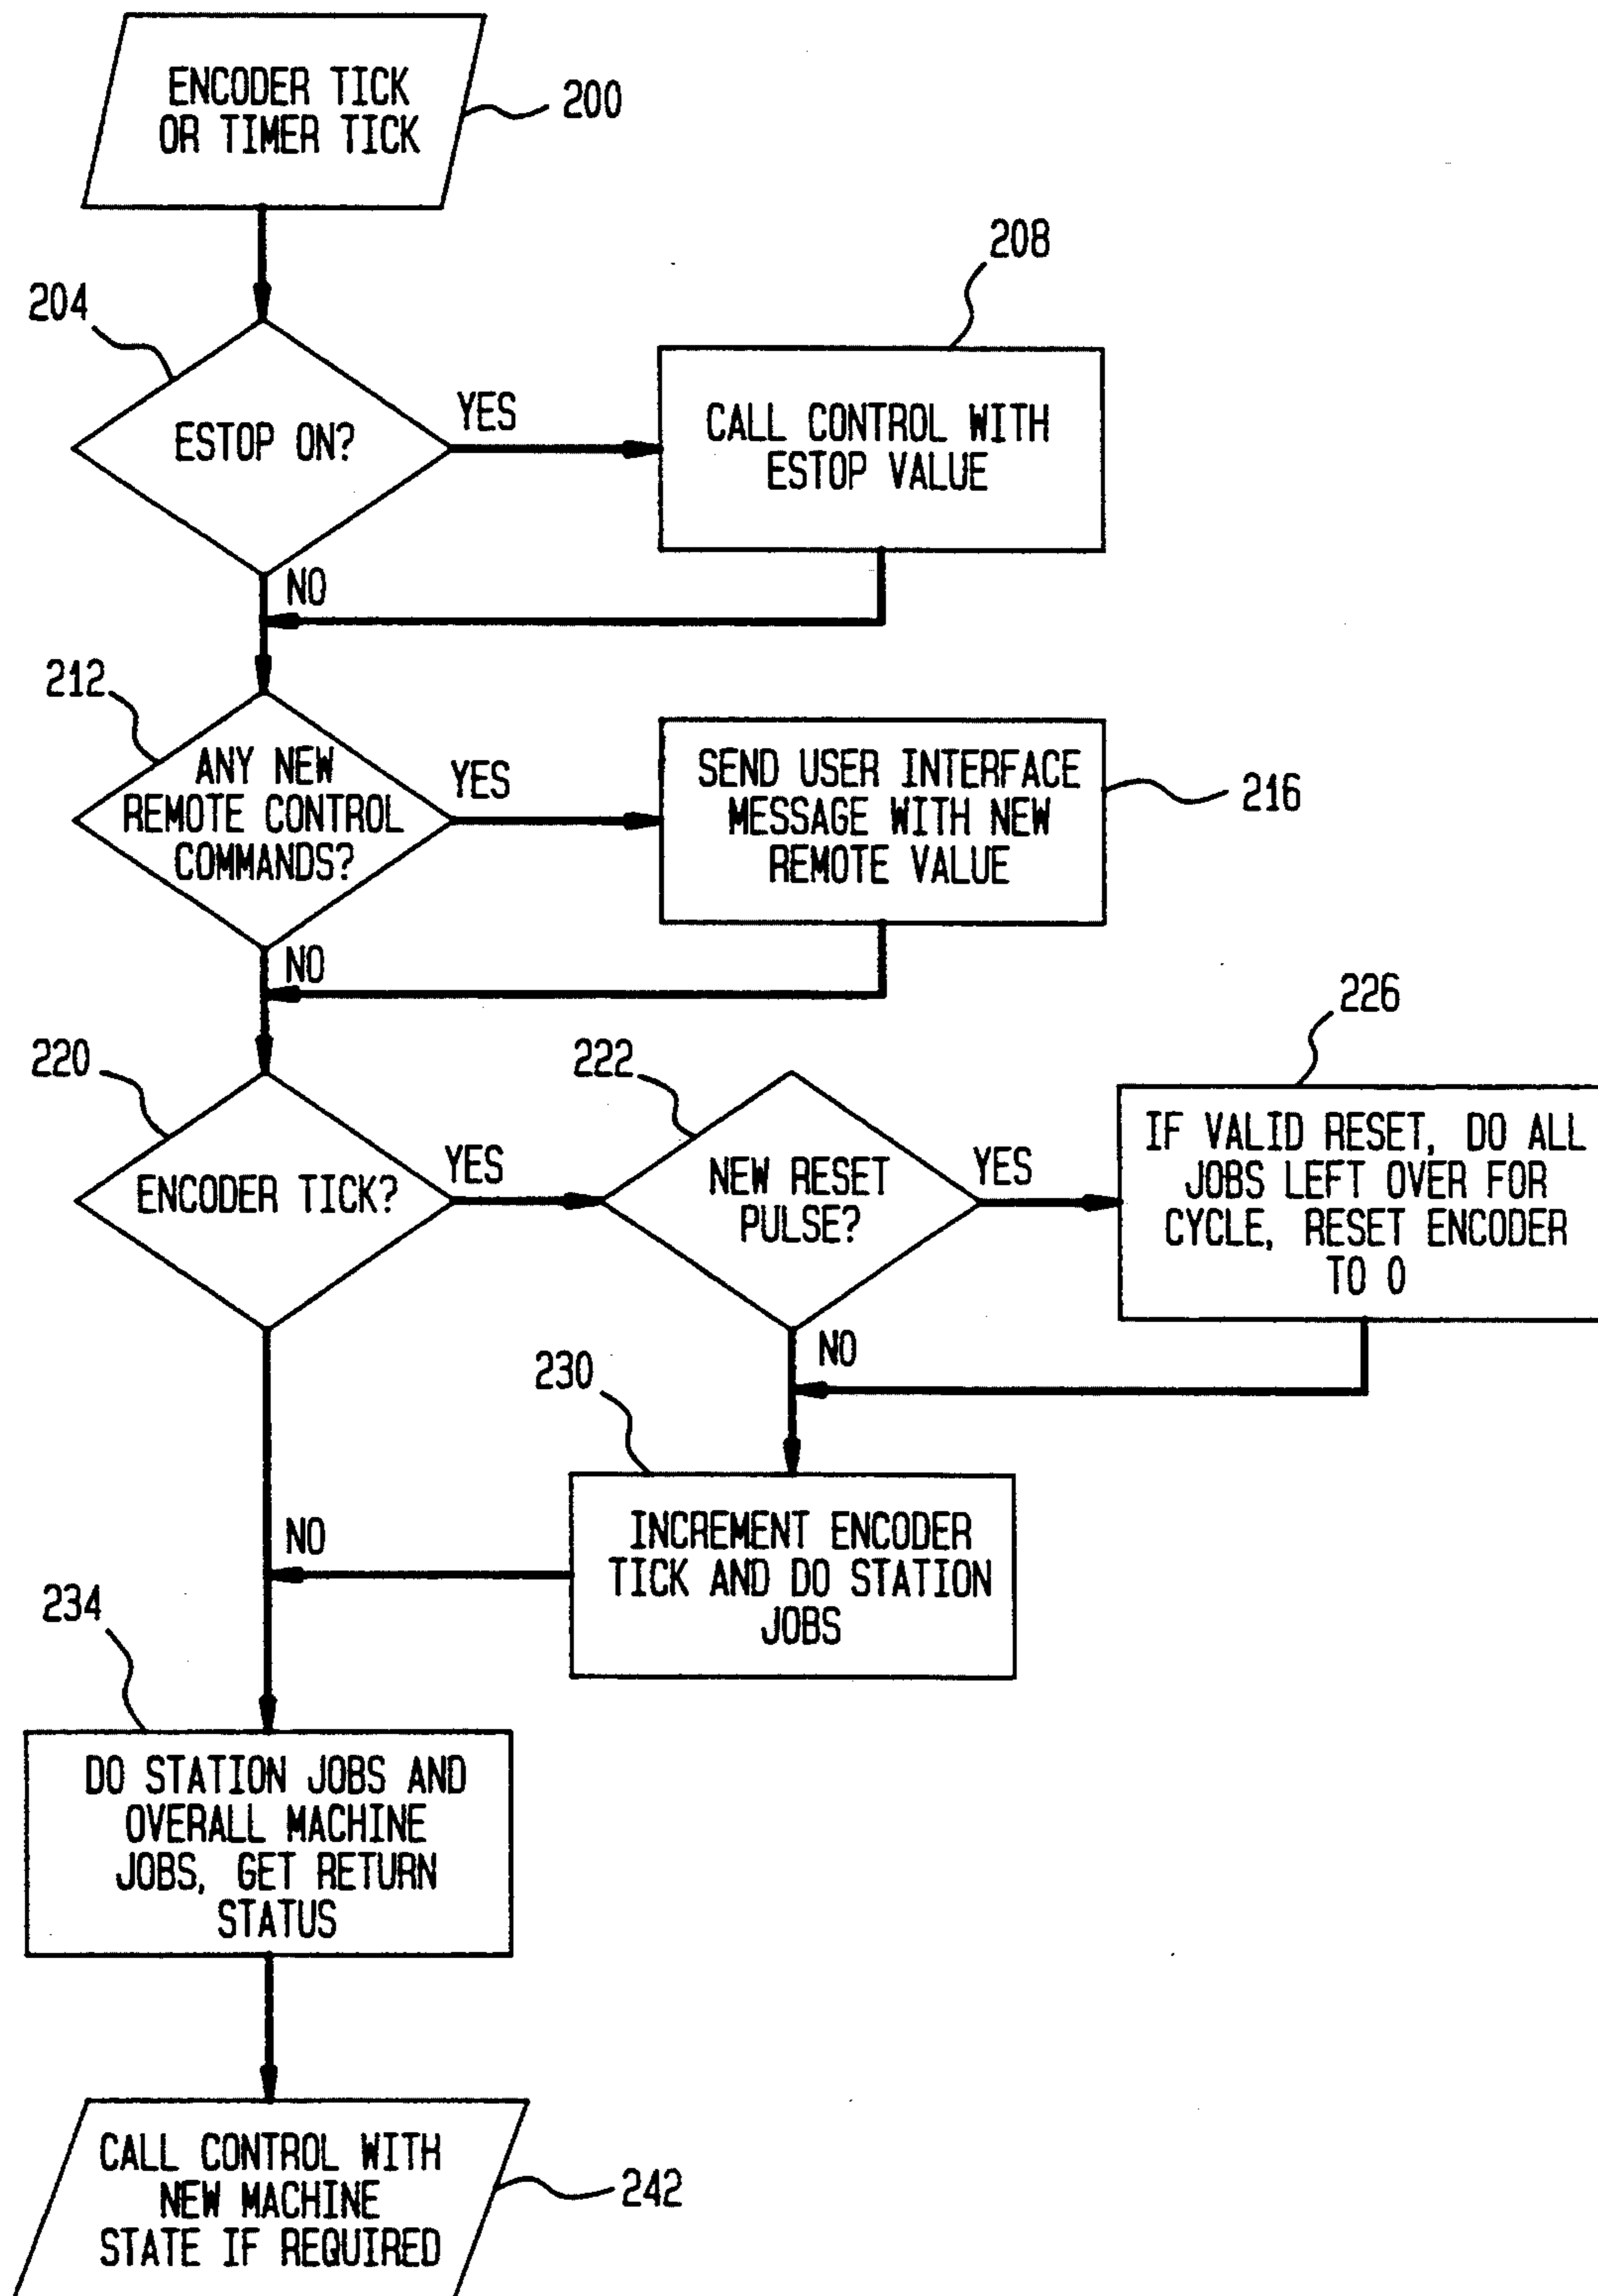 ENCODER TICK
OR TIMER TICK
200
208
204
ESTOP ON?
YES
CALL CONTROL WITH
ESTOP VALUE
NO
212
ANY NEW
REMOTE CONTROL
COMMANDS?
YES
SEND USER INTERFACE
MESSAGE WITH NEW
REMOTE VALUE
216
NO
220
ENCODER TICK?
YES
222
NEW RESET
PULSE?
YES
226
IF VALID RESET, DO ALL
JOBS LEFT OVER FOR
CYCLE, RESET ENCODER
TO 0
NO
230
INCREMENT ENCODER
TICK AND DO STATION
JOBS
NO
234
DO STATION JOBS AND
OVERALL MACHINE
JOBS, GET RETURN
STATUS
CALL CONTROL WITH
NEW MACHINE
STATE IF REQUIRED
242